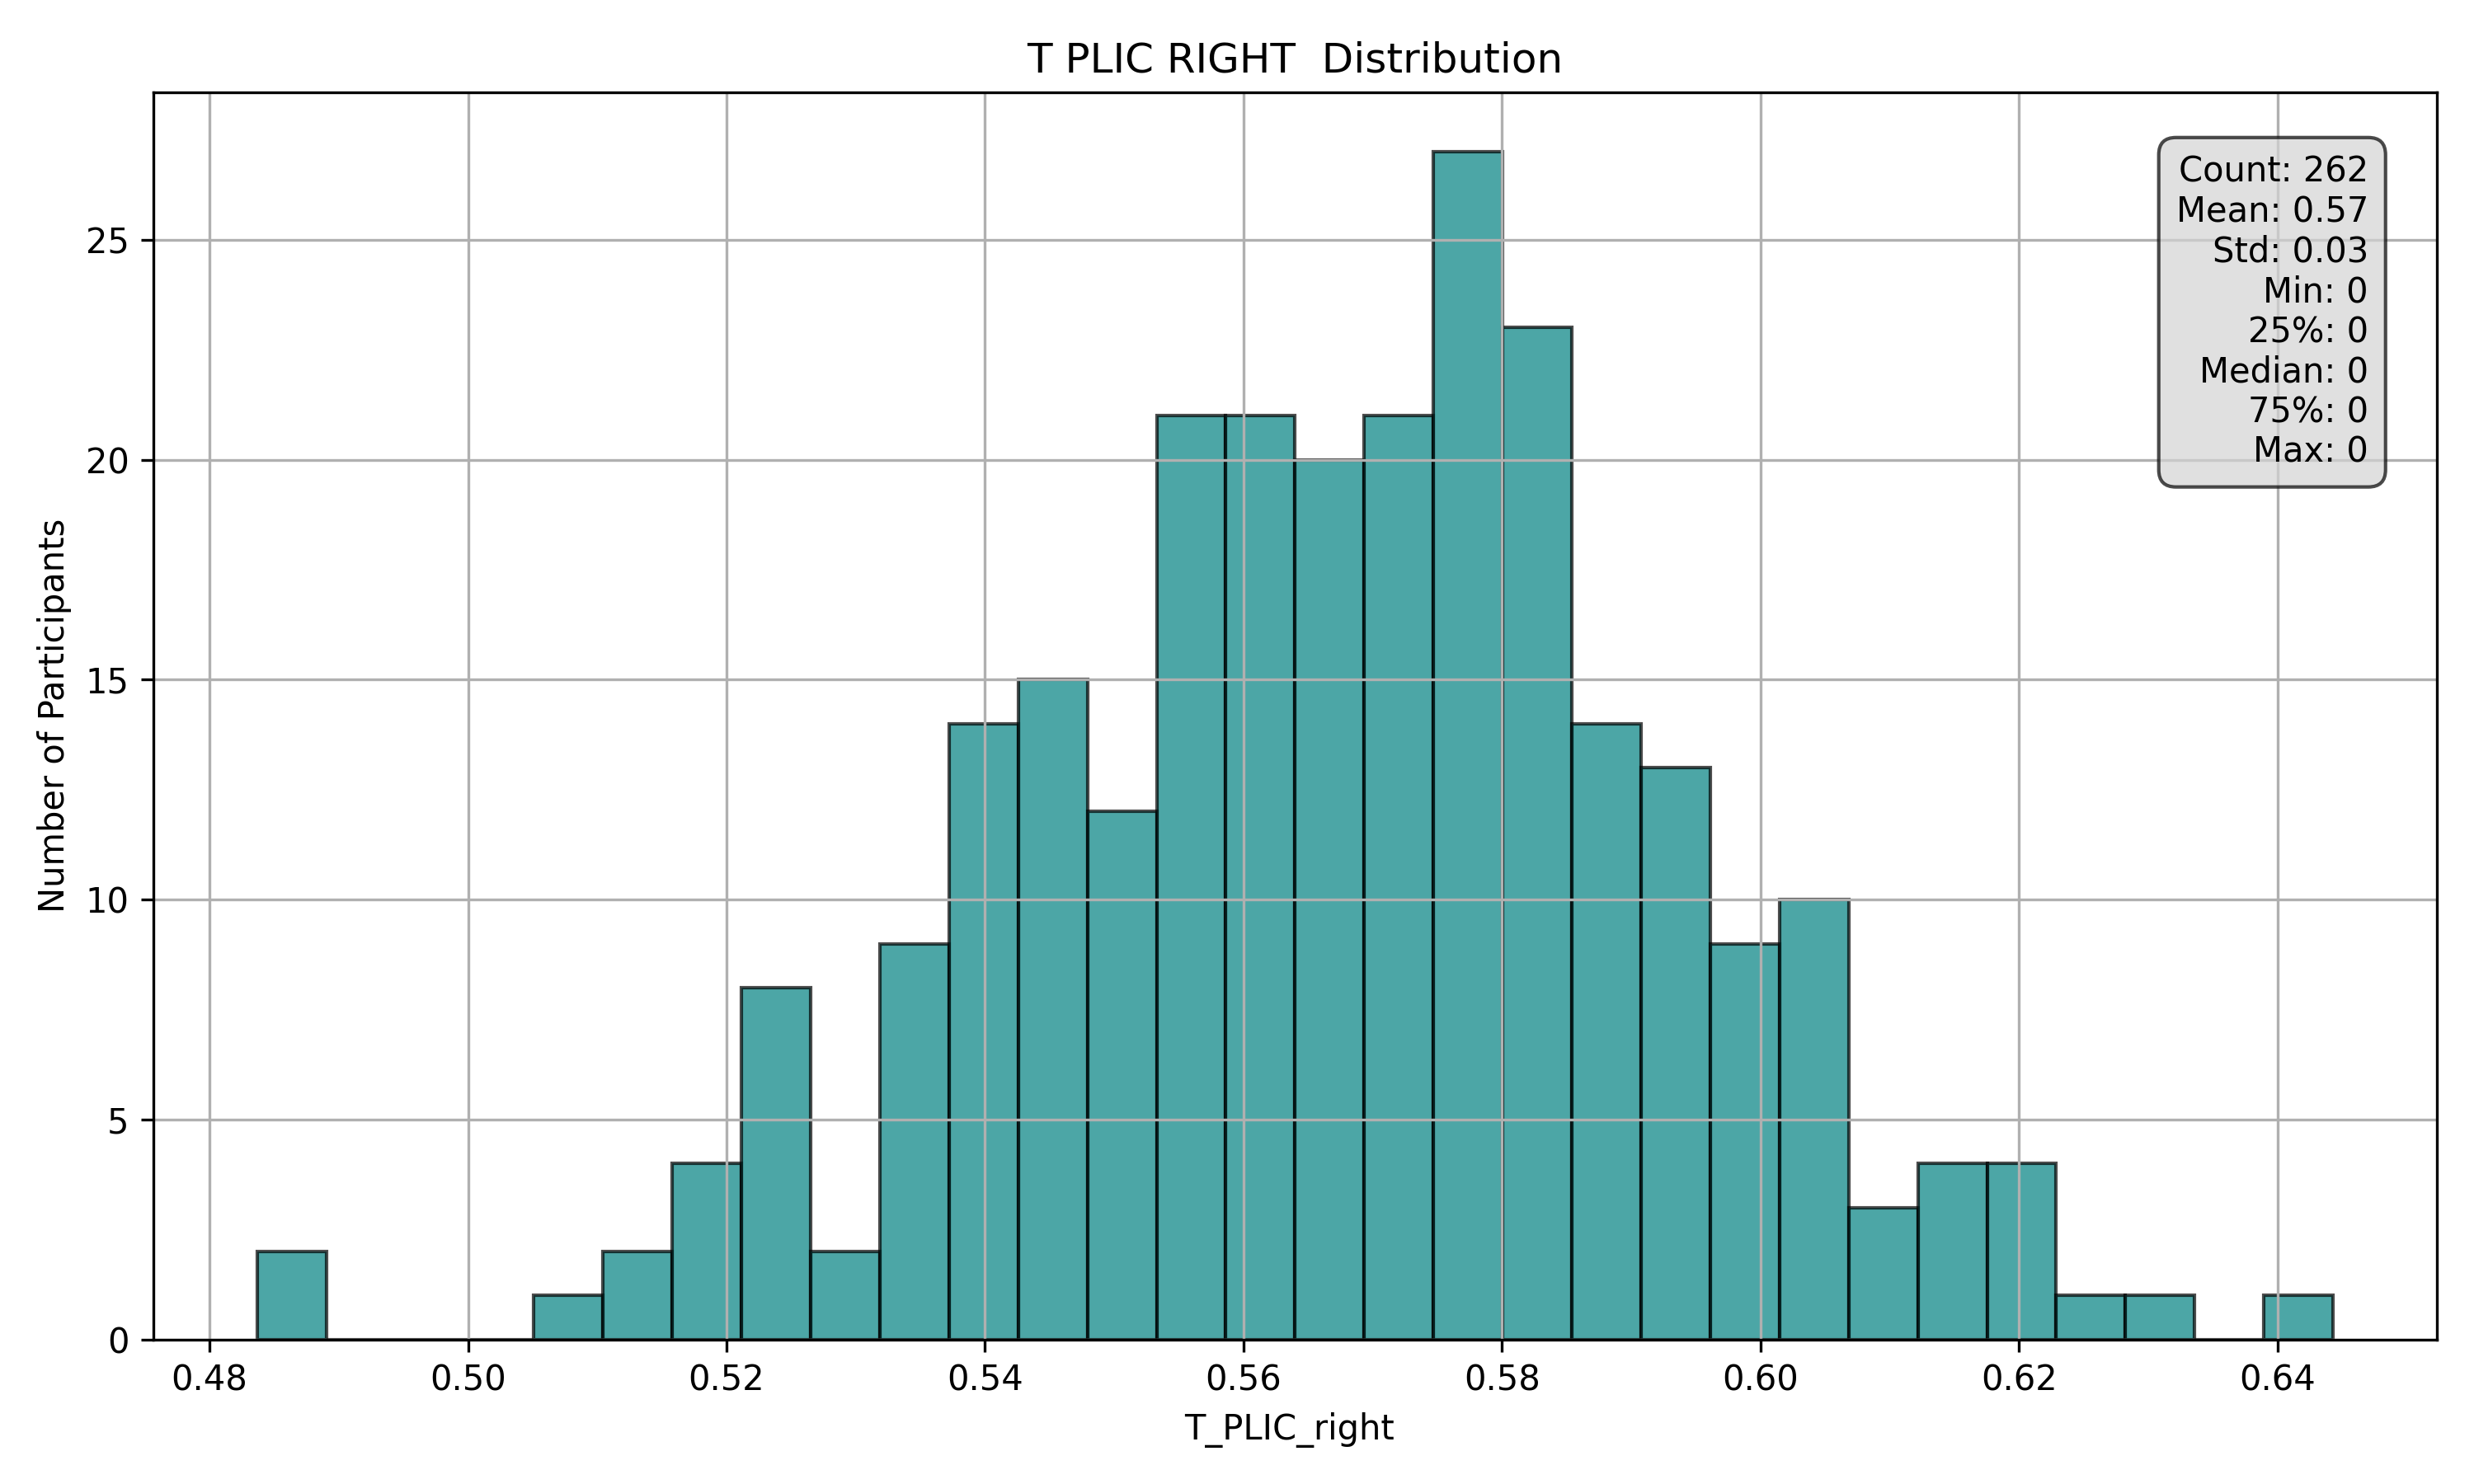 T PLIC RIGHT  Distribution
Count: 262
Mean: 0.57
Std: 0.03
Min: 0
25%: 0
Median: 0
75%: 0
Max: 0
Number of Participants
25
20
15
10
5
0
0.48 0.50 0.52 0.54 0.56 0.58 0.60 0.62 0.64
T_PLIC_right